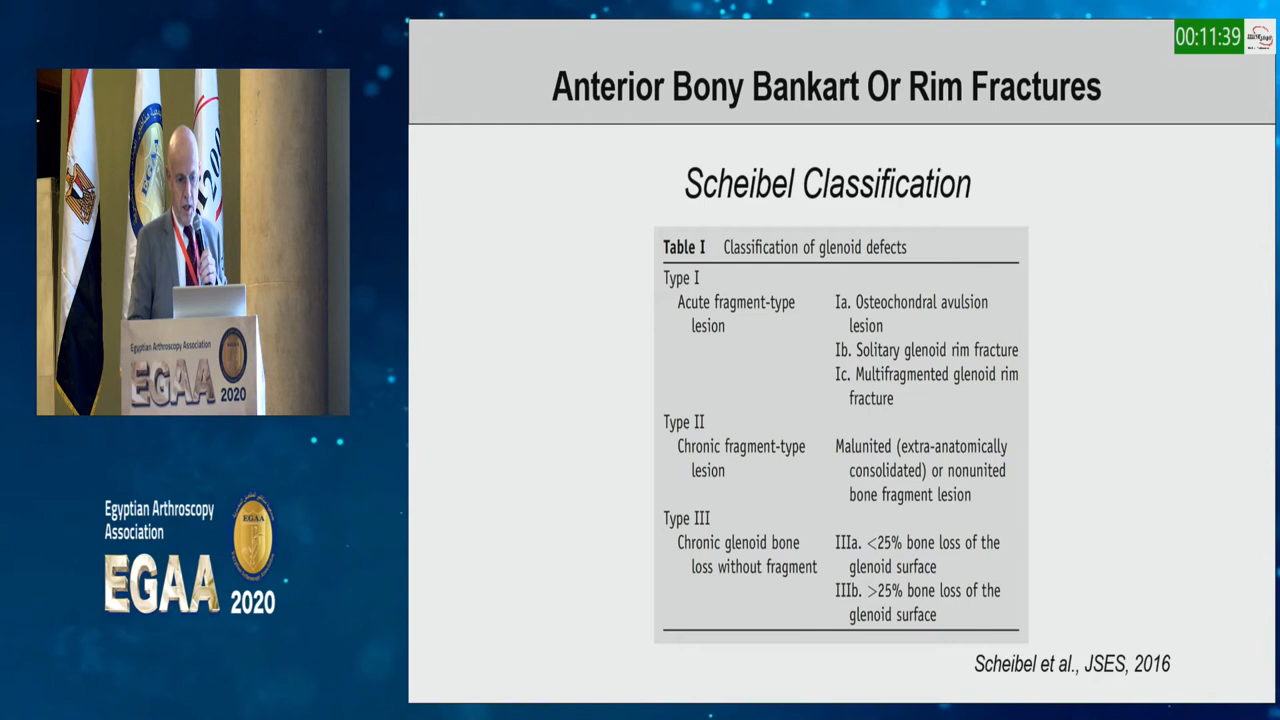 00:11:39
Anterior Bony Bankart Or Rim Fractures
Scheibel Classification
Table I Classification of glenoid defects
Type I
Acute fragment-type lesion
Ia. Osteochondral avulsion lesion
Ib. Solitary glenoid rim fracture
Ic. Multifragmented glenoid rim fracture
Type II
Chronic fragment-type lesion
Malunited (extra-anatomically consolidated) or nonunited bone fragment lesion
Type III
Chronic glenoid bone loss without fragment
IIIa. <25% bone loss of the glenoid surface
IIIb. >25% bone loss of the glenoid surface
Scheibel et al., JSES, 2016
Egyptian Arthroscopy Association
EGAA
2020
Egyptian Arthroscopy
Association
EGAA
2020
EGAA